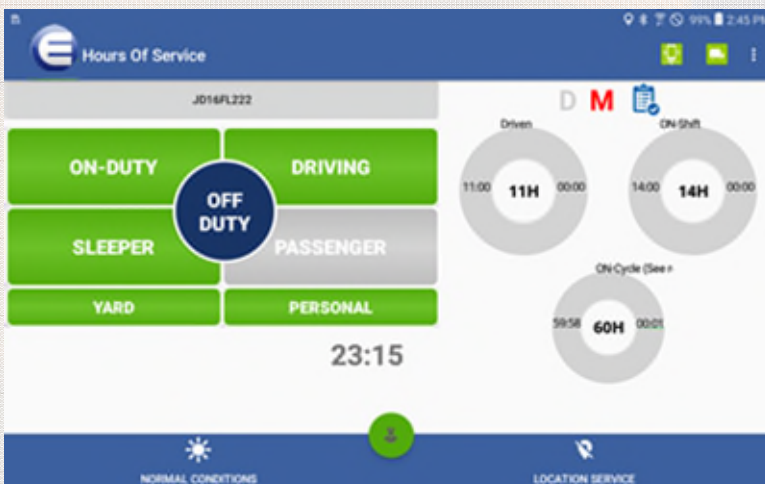 99% 2:45 PM
E Hours Of Service
JD16FL222
D M
ON-DUTY
DRIVING
OFF
DUTY
SLEEPER
PASSENGER
YARD
PERSONAL
23:15
Driven
11:00 11H 00:00
ON-Shift
14:00 14H 00:00
ON-Cycle (See r
59:58 60H 00:01
NORMAL CONDITIONS
LOCATION SERVICE